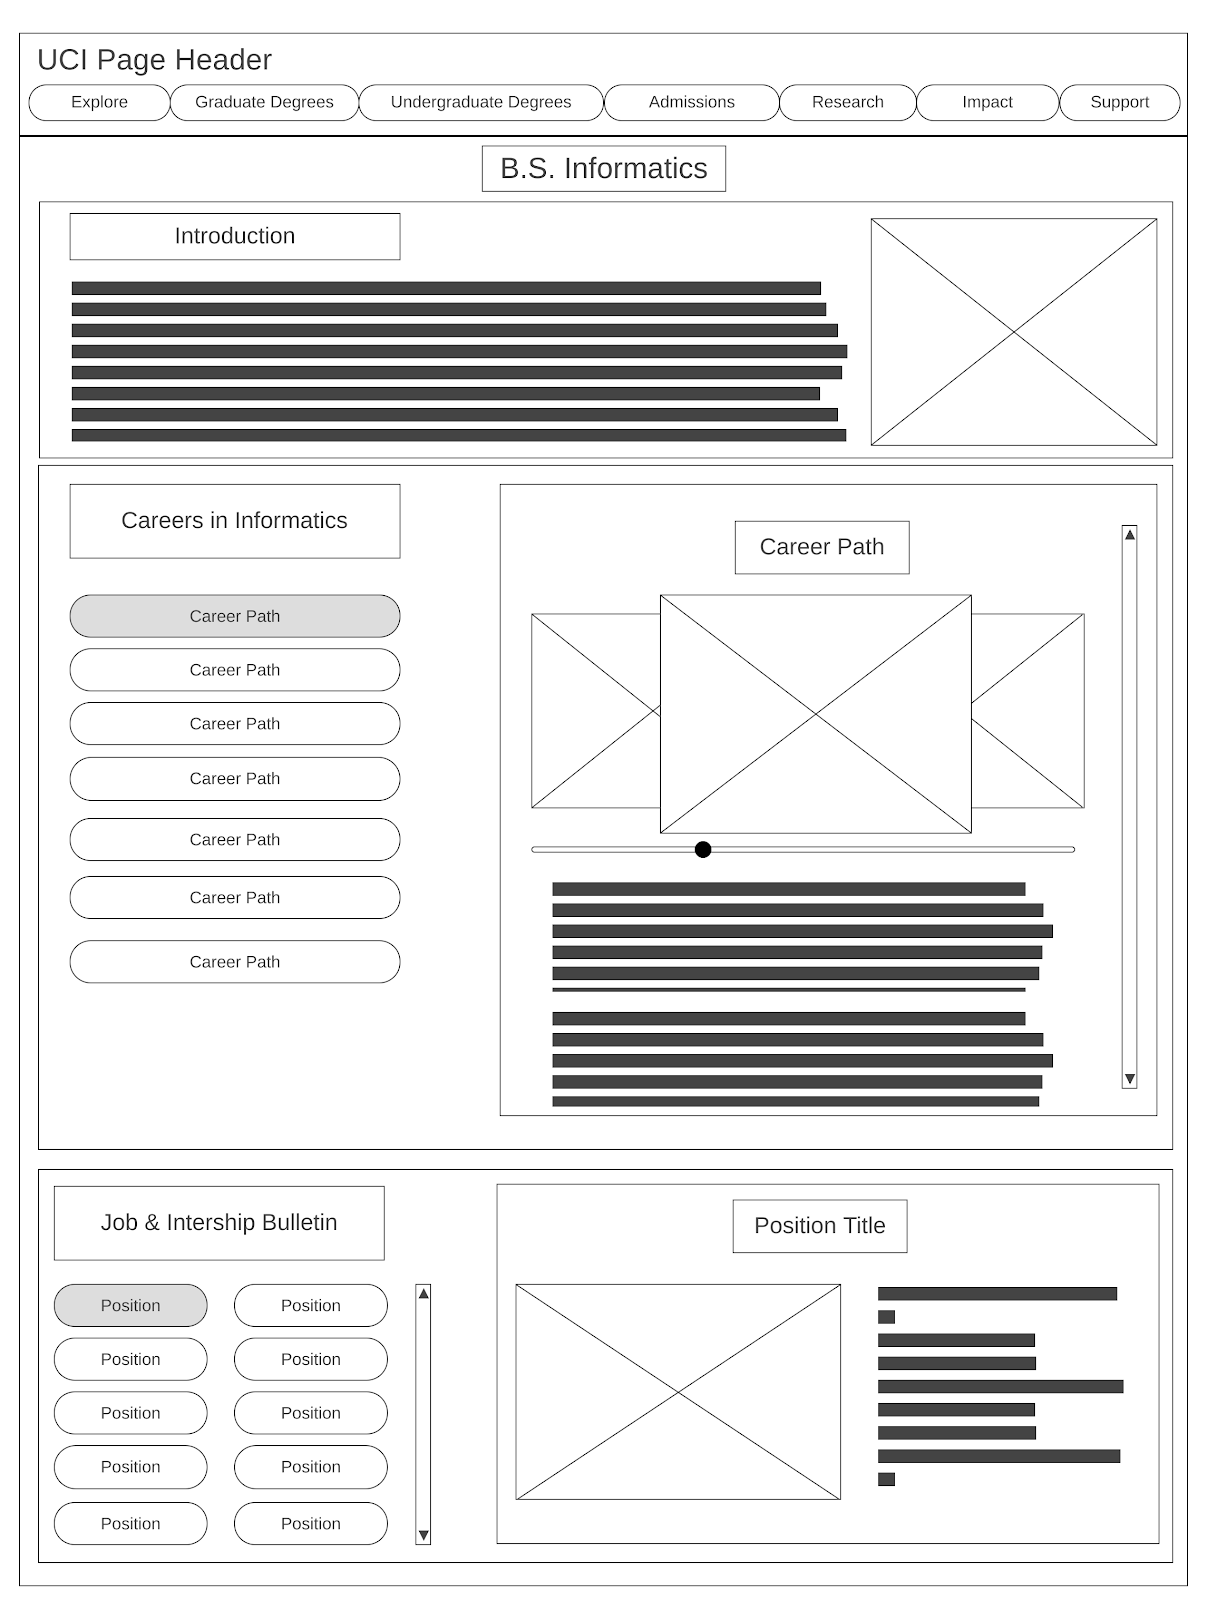 UCI Page Header
Explore
Graduate Degrees
Undergraduate Degrees
Admissions
Research
Impact
Support
B.S. Informatics
Introduction
Careers in Informatics
Career Path
Career Path
Career Path
Career Path
Career Path
Career Path
Career Path
Career Path
Job & Intership Bulletin
Position
Position
Position
Position
Position
Position
Position
Position
Position
Position
Position Title